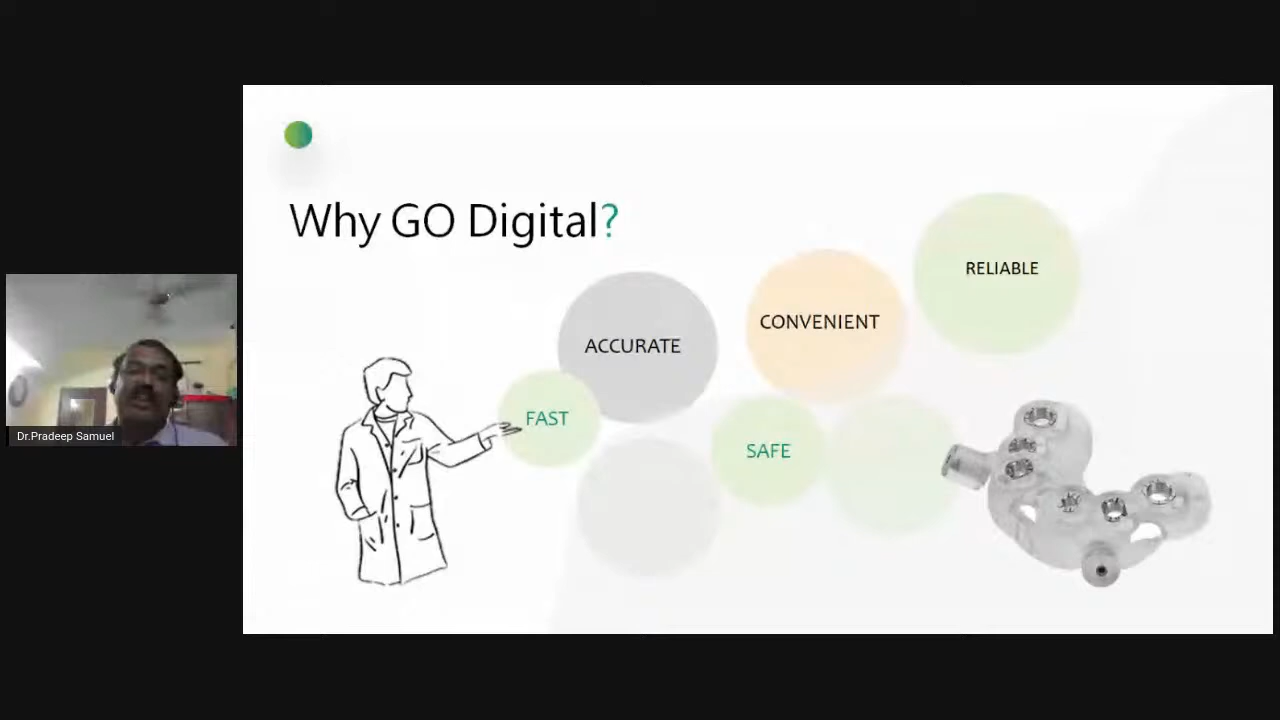 Why GO Digital?
RELIABLE
CONVENIENT
ACCURATE
FAST
SAFE
Dr.Pradeep Samuel